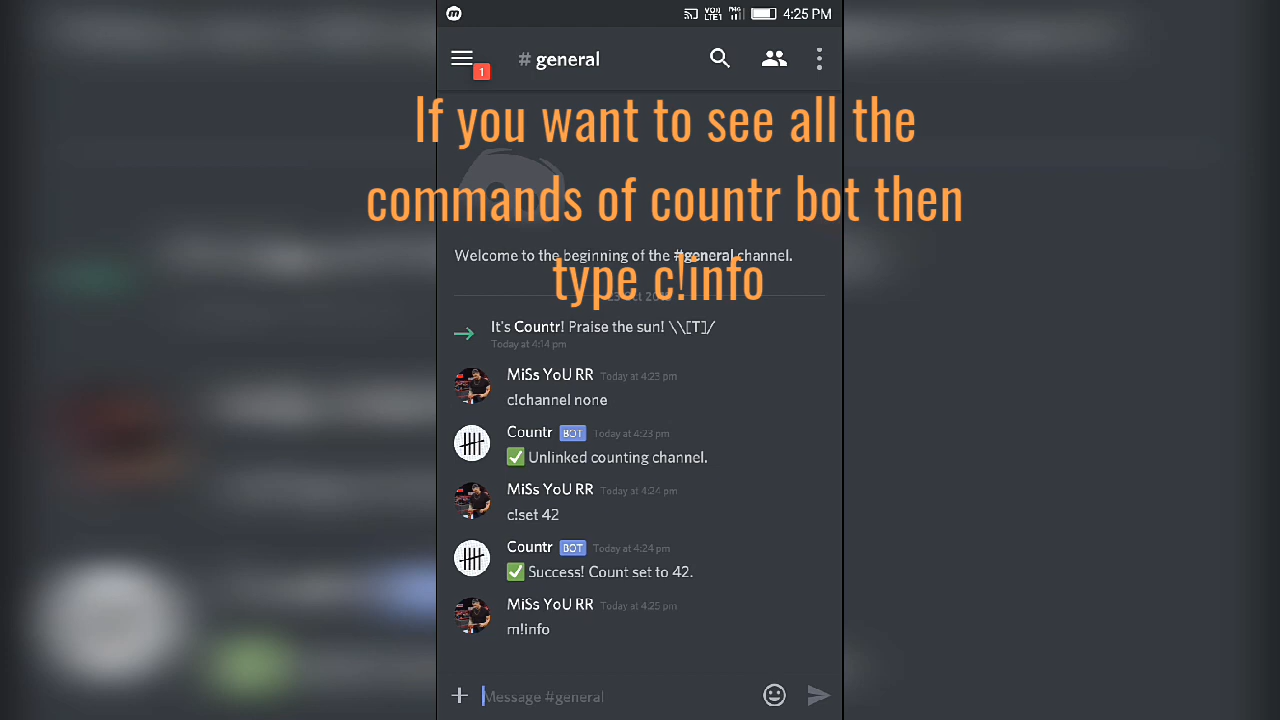 VoLTE1 4G 4:25 PM
1
# general
If you want to see all the
commands of countr bot then
type c!info
Welcome to the beginning of the #general channel.
It's Countr! Praise the sun! \\[T]/
Today at 4:14 pm
MiSs YoU RR Today at 4:23 pm
c!channel none
Countr BOT Today at 4:23 pm
Unlinked counting channel.
MiSs YoU RR Today at 4:24 pm
c!set 42
Countr BOT Today at 4:24 pm
Success! Count set to 42.
MiSs YoU RR Today at 4:25 pm
m!info
Message #general